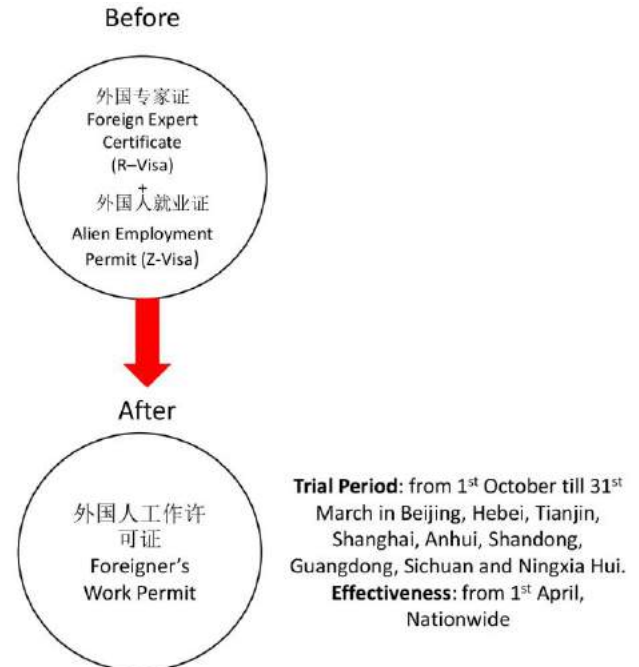 Before
外国专家证
Foreign Expert
Certificate
(R–Visa)
+
外国人就业证
Alien Employment
Permit (Z-Visa)
After
外国人工作许
可证
Foreigner's
Work Permit
Trial Period: from 1st October till 31st
March in Beijing, Hebei, Tianjin,
Shanghai, Anhui, Shandong,
Guangdong, Sichuan and Ningxia Hui.
Effectiveness: from 1st April,
Nationwide